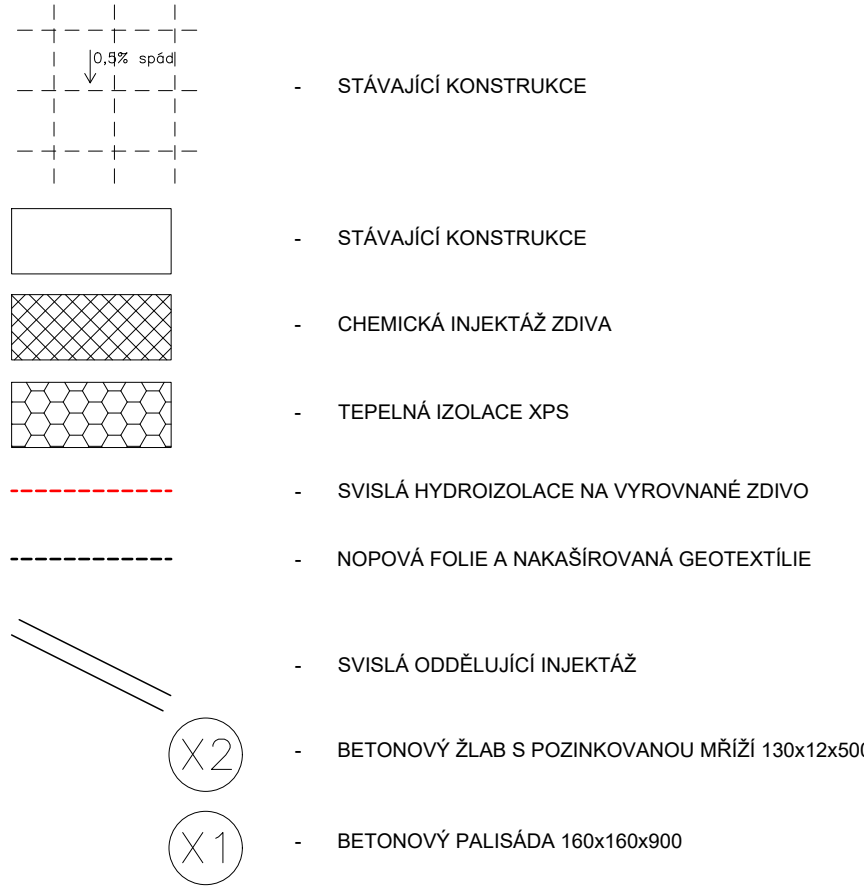 0,5% spád
- STÁVAJÍCÍ KONSTRUKCE
- STÁVAJÍCÍ KONSTRUKCE
- CHEMICKÁ INJEKTÁŽ ZDIVA
- TEPELNÁ IZOLACE XPS
- SVISLÁ HYDROIZOLACE NA VYROVNANÉ ZDIVO
- NOPOVÁ FOLIE A NAKAŠÍROVANÁ GEOTEXTÍLIE
- SVISLÁ ODDĚLUJÍCÍ INJEKTÁŽ
X2 - BETONOVÝ ŽLAB S POZINKOVANOU MŘÍŽÍ 130x12x500
X1 - BETONOVÝ PALISÁDA 160x160x900